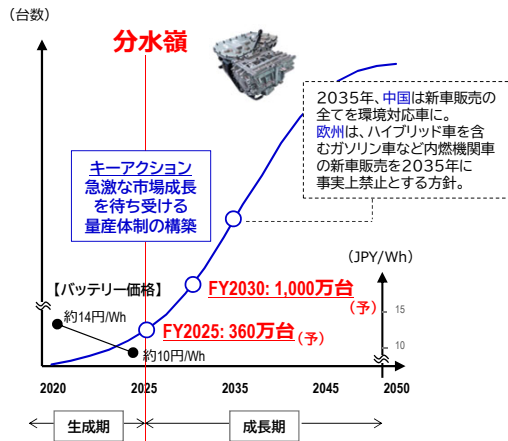 (台数)
分水嶺
2035年、中国は新車販売の
全てを環境対応車に。
欧州は、ハイブリッド車を含
むガソリン車など内燃機関車
の新車販売を2035年に
事実上禁止とする方針。
キーアクション
急激な市場成長
を待ち受ける
量産体制の構築
(JPY/Wh)
【バッテリー価格】
FY2030: 1,000万台
(予)
15
約14円/Wh
FY2025: 360万台(予)
約10円/Wh
10
2020 2025 2035 2045 2050
生成期 成長期